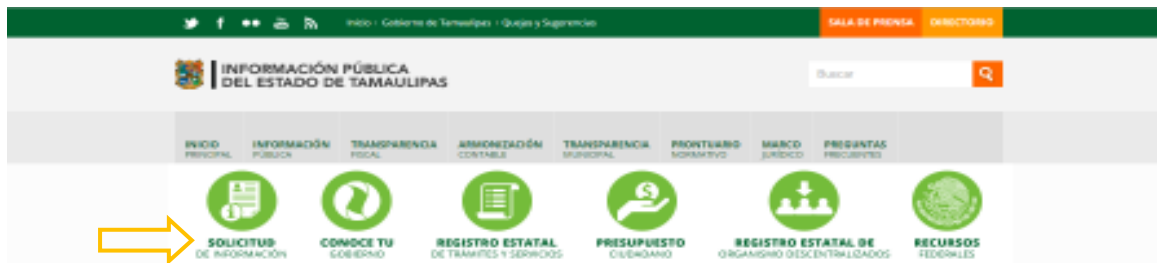 Inicio · Gobierno de Tamaulipas · Quejas y Sugerencias
SALA DE PRENSA DIRECTORIO
INFORMACIÓN PÚBLICA
DEL ESTADO DE TAMAULIPAS
Buscar
INICIO INFORMACIÓN TRANSPARENCIA ARMONIZACIÓN TRANSPARENCIA PRONTUARIO MARCO PREGUNTAS
PRINCIPAL PÚBLICA FISCAL CONTABLE MUNICIPAL NORMATIVO JURÍDICO FRECUENTES
SOLICITUD CONOCE TU REGISTRO ESTATAL PRESUPUESTO REGISTRO ESTATAL DE RECURSOS
DE INFORMACIÓN GOBIERNO DE TRÁMITES Y SERVICIOS CIUDADANO ORGANISMO DESCENTRALIZADOS FEDERALES